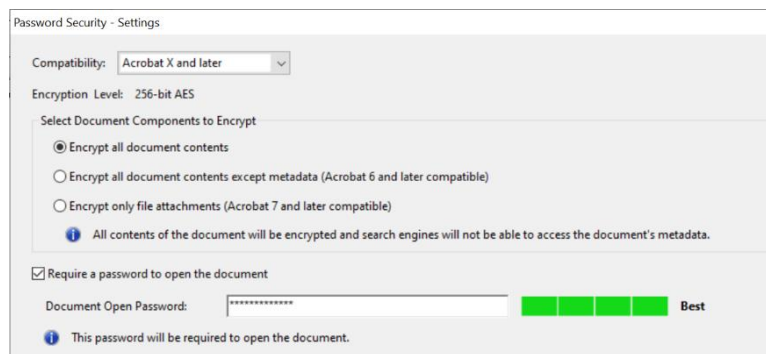 Password Security - Settings
Compatibility: Acrobat X and later
Encryption Level: 256-bit AES
Select Document Components to Encrypt
Encrypt all document contents
Encrypt all document contents except metadata (Acrobat 6 and later compatible)
Encrypt only file attachments (Acrobat 7 and later compatible)
All contents of the document will be encrypted and search engines will not be able to access the document's metadata.
Require a password to open the document
Document Open Password: ************* Best
This password will be required to open the document.